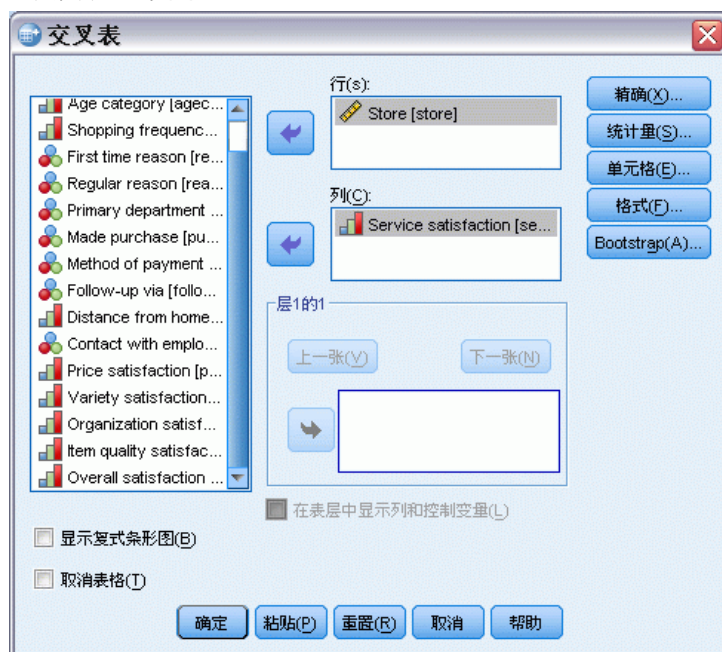 交叉表
Age category [agec...
Shopping frequenc...
First time reason [re...
Regular reason [rea...
Primary department ...
Made purchase [pu...
Method of payment ...
Follow-up via [follo...
Distance from home...
Contact with emplo...
Price satisfaction [p...
Variety satisfaction...
Organization satisf...
Item quality satisfac...
Overall satisfaction ...
行(s):
Store [store]
列(C):
Service satisfaction [se...
层1的1
上一张(V)
下一张(N)
在表层中显示列和控制变量(L)
精确(X)...
统计量(S)...
单元格(E)...
格式(F)...
Bootstrap(A)...
显示复式条形图(B)
取消表格(T)
确定
粘贴(P)
重置(R)
取消
帮助